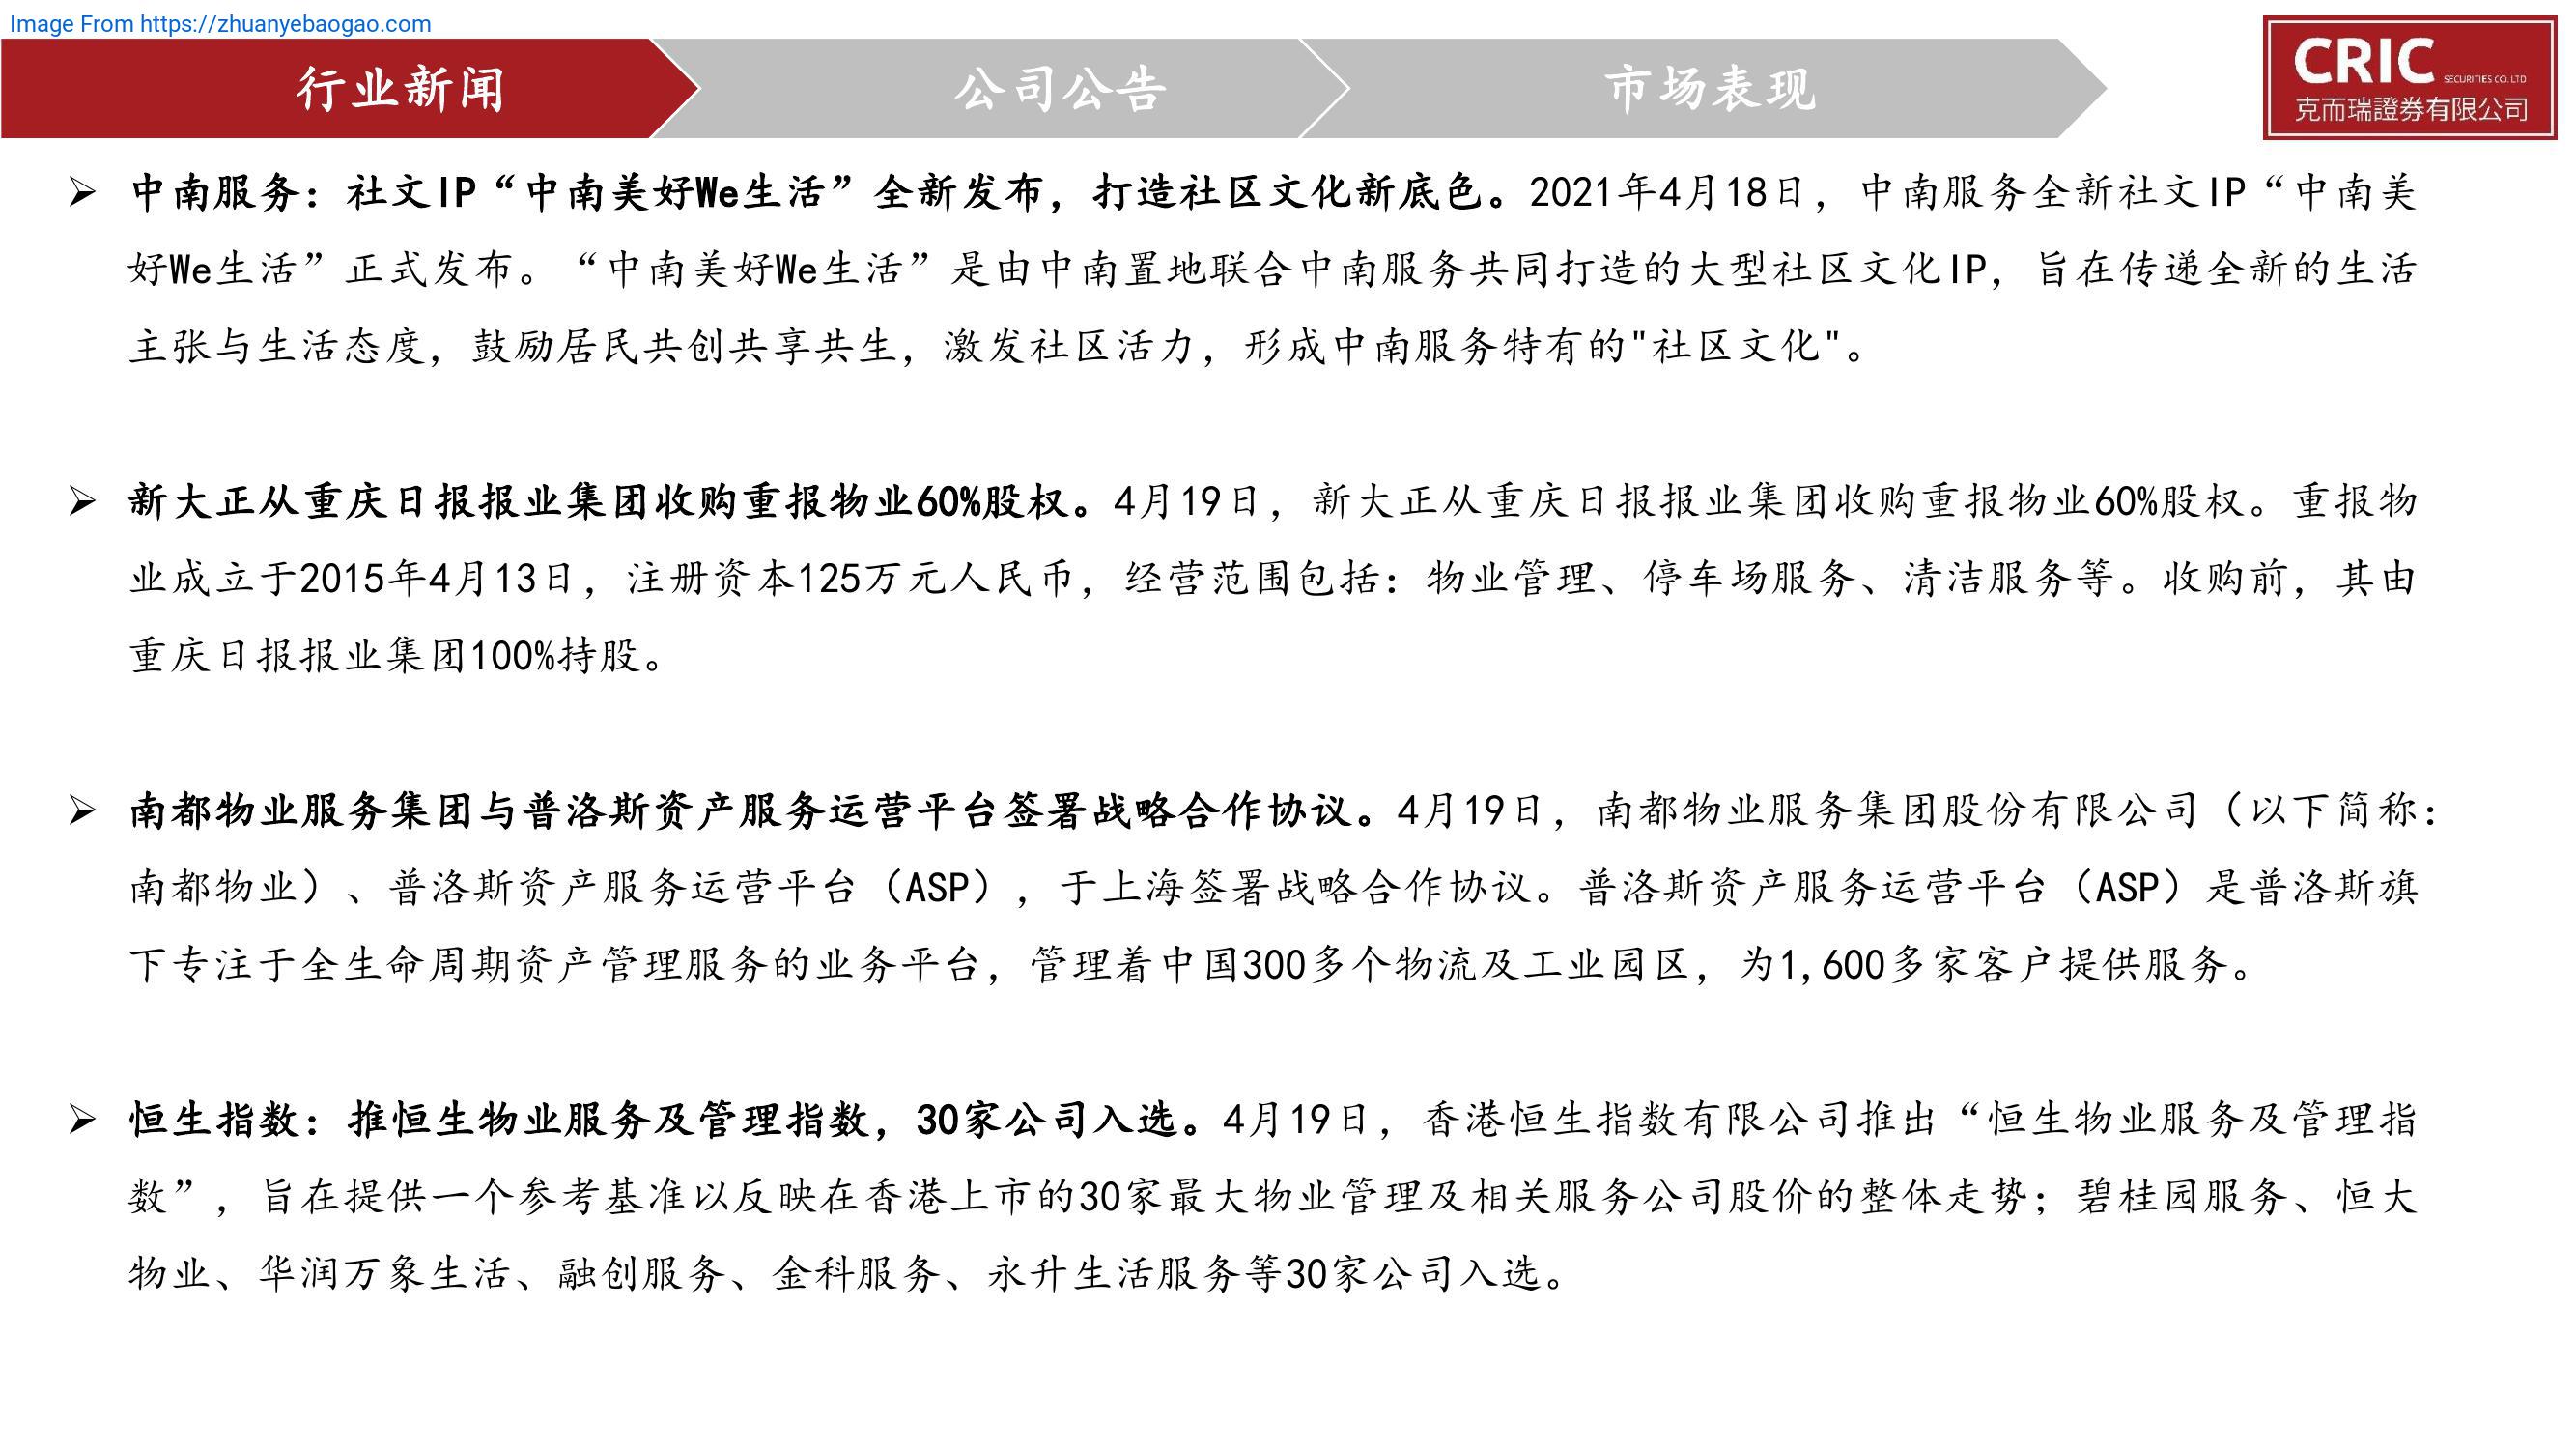 Image From https://zhuanyebaogao.com
行业新闻
公司公告
市场表现
CRIC SECURITIES CO. LTD
克而瑞證券有限公司
➢ 中南服务：社文IP“中南美好We生活”全新发布，打造社区文化新底色。2021年4月18日，中南服务全新社文IP“中南美
好We生活”正式发布。“中南美好We生活”是由中南置地联合中南服务共同打造的大型社区文化IP，旨在传递全新的生活
主张与生活态度，鼓励居民共创共享共生，激发社区活力，形成中南服务特有的"社区文化"。
➢ 新大正从重庆日报报业集团收购重报物业60%股权。4月19日，新大正从重庆日报报业集团收购重报物业60%股权。重报物
业成立于2015年4月13日，注册资本125万元人民币，经营范围包括：物业管理、停车场服务、清洁服务等。收购前，其由
重庆日报报业集团100%持股。
➢ 南都物业服务集团与普洛斯资产服务运营平台签署战略合作协议。4月19日，南都物业服务集团股份有限公司（以下简称：
南都物业）、普洛斯资产服务运营平台（ASP），于上海签署战略合作协议。普洛斯资产服务运营平台（ASP）是普洛斯旗
下专注于全生命周期资产管理服务的业务平台，管理着中国300多个物流及工业园区，为1,600多家客户提供服务。
➢ 恒生指数：推恒生物业服务及管理指数，30家公司入选。4月19日，香港恒生指数有限公司推出“恒生物业服务及管理指
数”，旨在提供一个参考基准以反映在香港上市的30家最大物业管理及相关服务公司股价的整体走势；碧桂园服务、恒大
物业、华润万象生活、融创服务、金科服务、永升生活服务等30家公司入选。